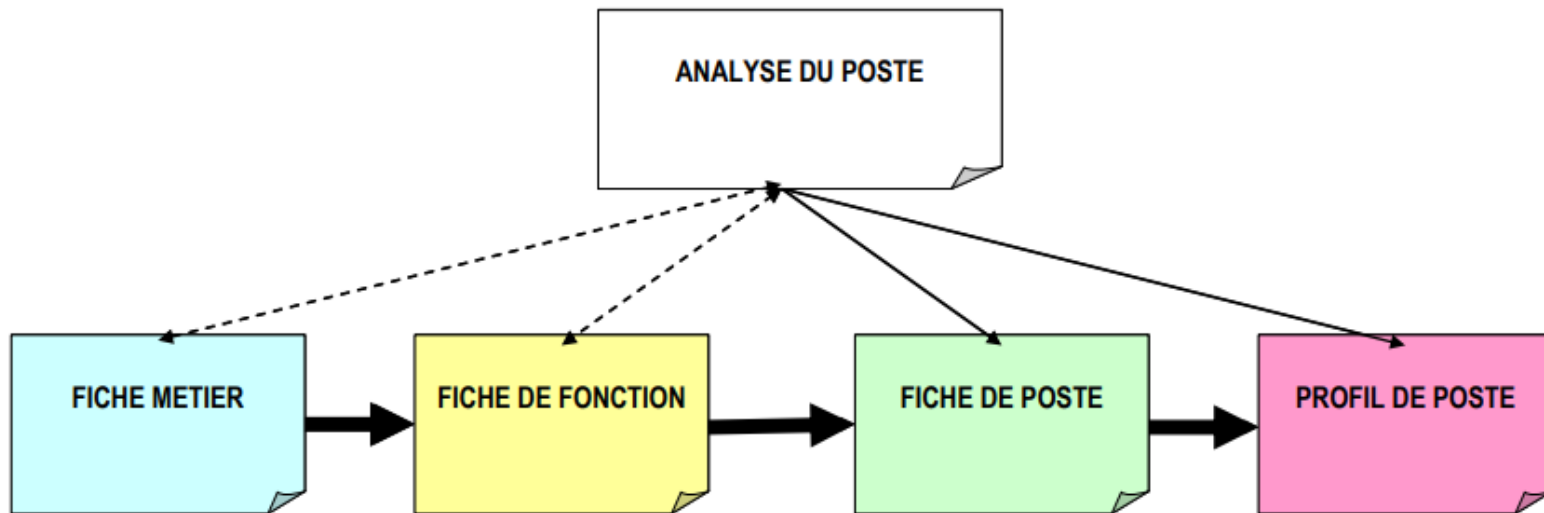 ANALYSE DU POSTE
FICHE METIER
FICHE DE FONCTION
FICHE DE POSTE
PROFIL DE POSTE